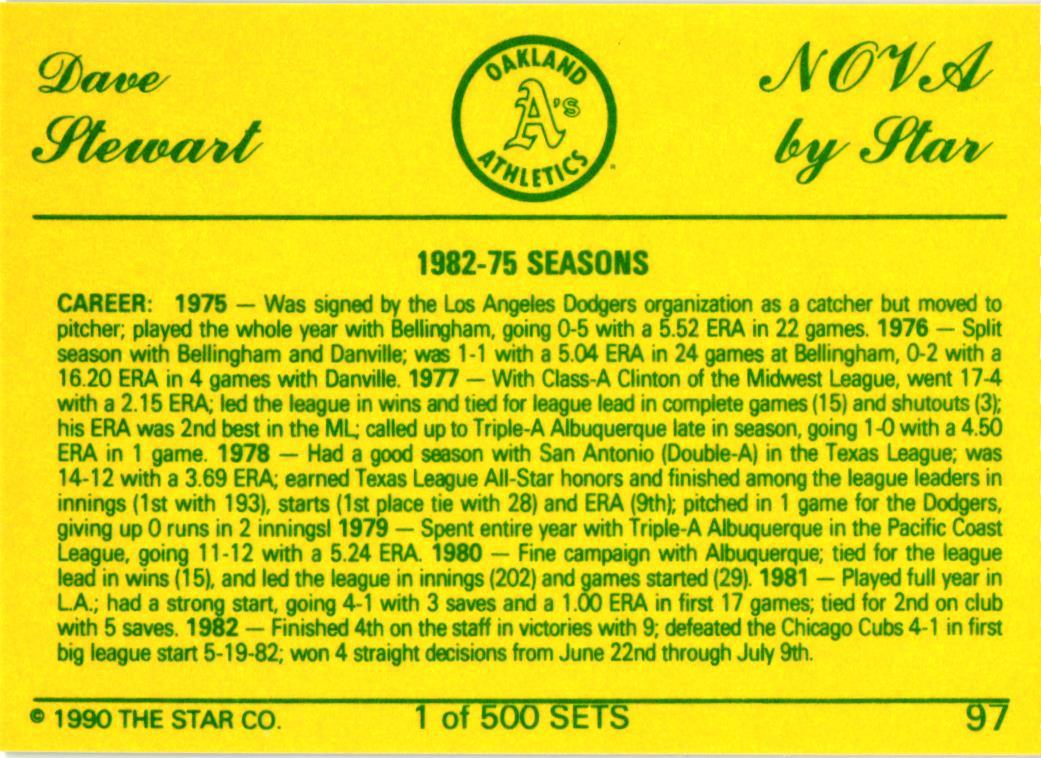 Dave
Stewart
OAKLAND
A's
ATHLETICS
NOVA
by Star
1982-75 SEASONS
CAREER: 1975 — Was signed by the Los Angeles Dodgers organization as a catcher but moved to
pitcher; played the whole year with Bellingham, going 0-5 with a 5.52 ERA in 22 games. 1976 — Split
season with Bellingham and Danville; was 1-1 with a 5.04 ERA in 24 games at Bellingham, 0-2 with a
16.20 ERA in 4 games with Danville. 1977 — With Class-A Clinton of the Midwest League, went 17-4
with a 2.15 ERA; led the league in wins and tied for league lead in complete games (15) and shutouts (3);
his ERA was 2nd best in the ML; called up to Triple-A Albuquerque late in season, going 1-0 with a 4.50
ERA in 1 game. 1978 — Had a good season with San Antonio (Double-A) in the Texas League; was
14-12 with a 3.69 ERA; earned Texas League All-Star honors and finished among the league leaders in
innings (1st with 193), starts (1st place tie with 28) and ERA (9th); pitched in 1 game for the Dodgers,
giving up 0 runs in 2 inningsl 1979 — Spent entire year with Triple-A Albuquerque in the Pacific Coast
League, going 11-12 with a 5.24 ERA. 1980 — Fine campaign with Albuquerque; tied for the league
lead in wins (15), and led the league in innings (202) and games started (29). 1981 — Played full year in
L.A.; had a strong start, going 4-1 with 3 saves and a 1.00 ERA in first 17 games; tied for 2nd on club
with 5 saves. 1982 — Finished 4th on the staff in victories with 9; defeated the Chicago Cubs 4-1 in first
big league start 5-19-82; won 4 straight decisions from June 22nd through July 9th.
© 1990 THE STAR CO.
1 of 500 SETS
97